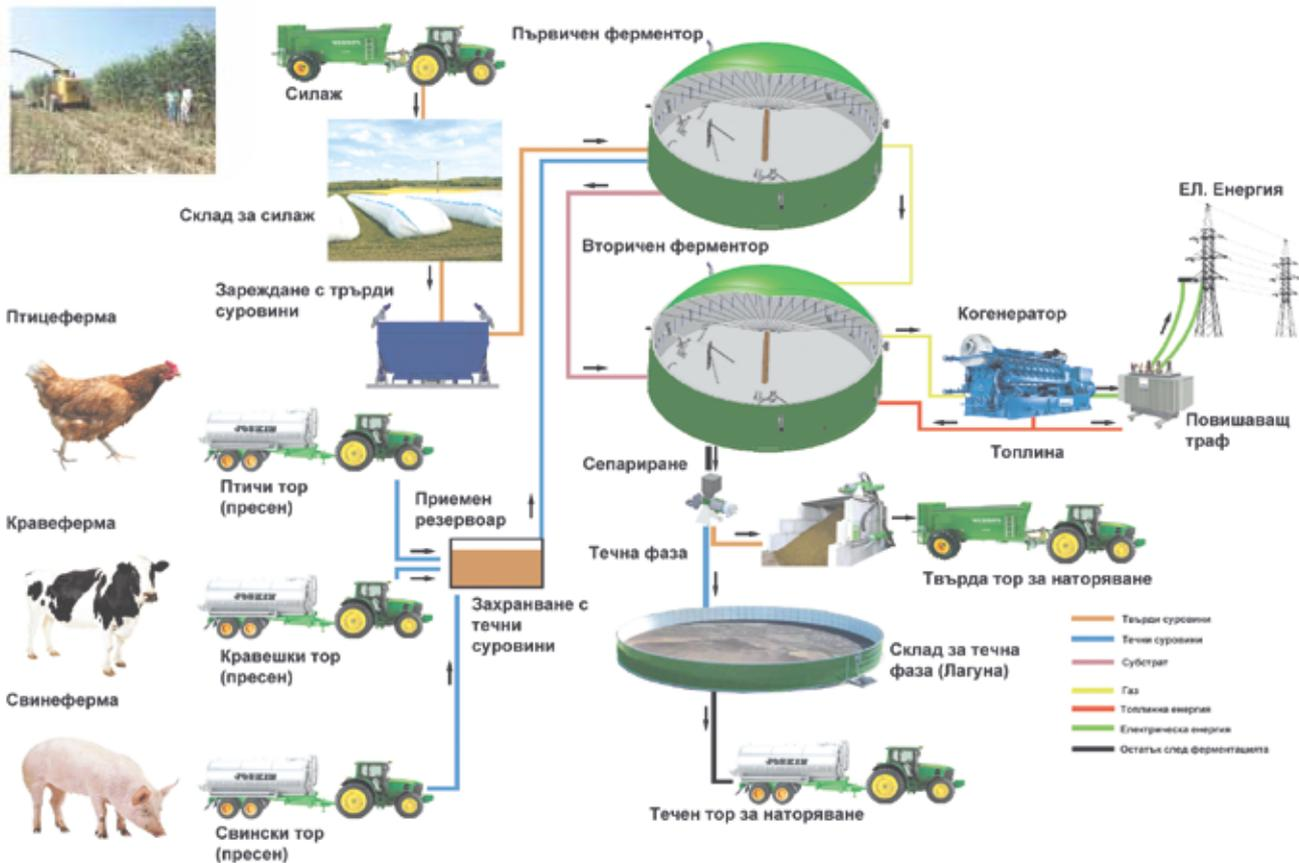 Силаж
Първичен ферментор
Склад за силаж
Зареждане с трърди
суровини
Вторичен ферментор
ЕЛ. Енергия
Когенератор
Повишаващ
траф
Топлина
Птицеферма
Птичи тор
(пресен)
Приемен
резервоар
Кравеферма
Кравешки тор
(пресен)
Захранване с
течни
суровини
Свинеферма
Свински тор
(пресен)
Сепариране
Течна фаза
Твърда тор за наторяване
Склад за течна
фаза (Лагуна)
Течен тор за наторяване
Твърди суровини
Течни суровини
Субстрат
Газ
Топлинна енергия
Електрическа енергия
Остатък след ферментацията